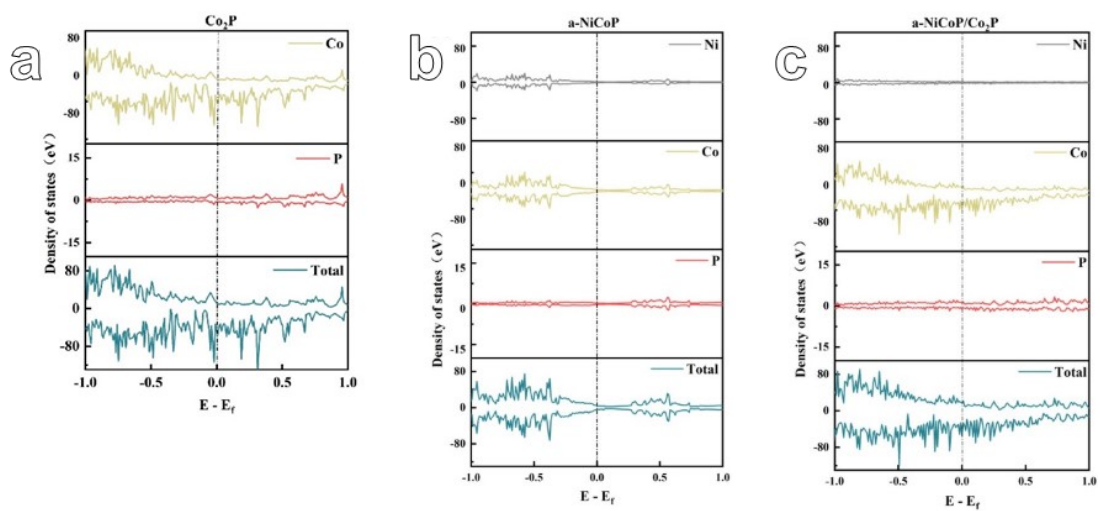 a
Co₂P
80
0
-80
Co
15
0
-15
P
80
0
-80
Total
Density of states（eV）
-1.0 -0.5 0.0 0.5 1.0
E - E_f
b
a-NiCoP
80
0
-80
Ni
80
0
-80
Co
15
0
-15
P
80
0
-80
Total
Density of states（eV）
-1.0 -0.5 0.0 0.5 1.0
E - E_f
c
a-NiCoP/Co₂P
80
0
-80
Ni
80
0
-80
Co
15
0
-15
P
80
0
-80
Total
Density of states（eV）
-1.0 -0.5 0.0 0.5 1.0
E - E_f